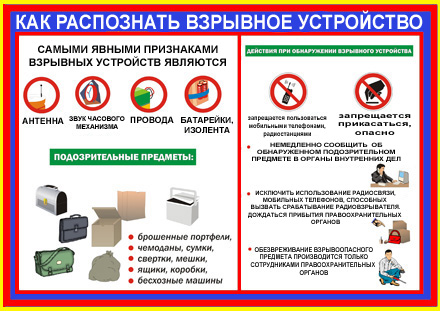 КАК РАСПОЗНАТЬ ВЗРЫВНОЕ УСТРОЙСТВО
САМЫМИ ЯВНЫМИ ПРИЗНАКАМИ
ВЗРЫВНЫХ УСТРОЙСТВ ЯВЛЯЮТСЯ
АНТЕННА
ЗВУК ЧАСОВОГО
МЕХАНИЗМА
ПРОВОДА
БАТАРЕЙКИ,
ИЗОЛЕНТА
ПОДОЗРИТЕЛЬНЫЕ ПРЕДМЕТЫ:
• брошенные портфели,
чемоданы, сумки,
• свертки, мешки,
• ящики, коробки,
• бесхозные машины
ДЕЙСТВИЯ ПРИ ОБНАРУЖЕНИИ ВЗРЫВНОГО УСТРОЙСТВА
запрещается пользоваться
мобильными телефонами,
радиостанциями
запрещается
прикасаться,
опасно
• НЕМЕДЛЕННО СООБЩИТЬ ОБ
ОБНАРУЖЕННОМ ПОДОЗРИТЕЛЬНОМ
ПРЕДМЕТЕ В ОРГАНЫ ВНУТРЕННИХ ДЕЛ
• ИСКЛЮЧИТЬ ИСПОЛЬЗОВАНИЕ РАДИОСВЯЗИ,
МОБИЛЬНЫХ ТЕЛЕФОНОВ, СПОСОБНЫХ
ВЫЗВАТЬ СРАБАТЫВАНИЕ РАДИОВЗРЫВАТЕЛЯ.
ДОЖДАТЬСЯ ПРИБЫТИЯ ПРАВООХРАНИТЕЛЬНЫХ
ОРГАНОВ
• ОБЕЗВРЕЖИВАНИЕ ВЗРЫВООПАСНОГО
ПРЕДМЕТА ПРОИЗВОДИТСЯ ТОЛЬКО
СОТРУДНИКАМИ ПРАВООХРАНИТЕЛЬНЫХ
ОРГАНОВ